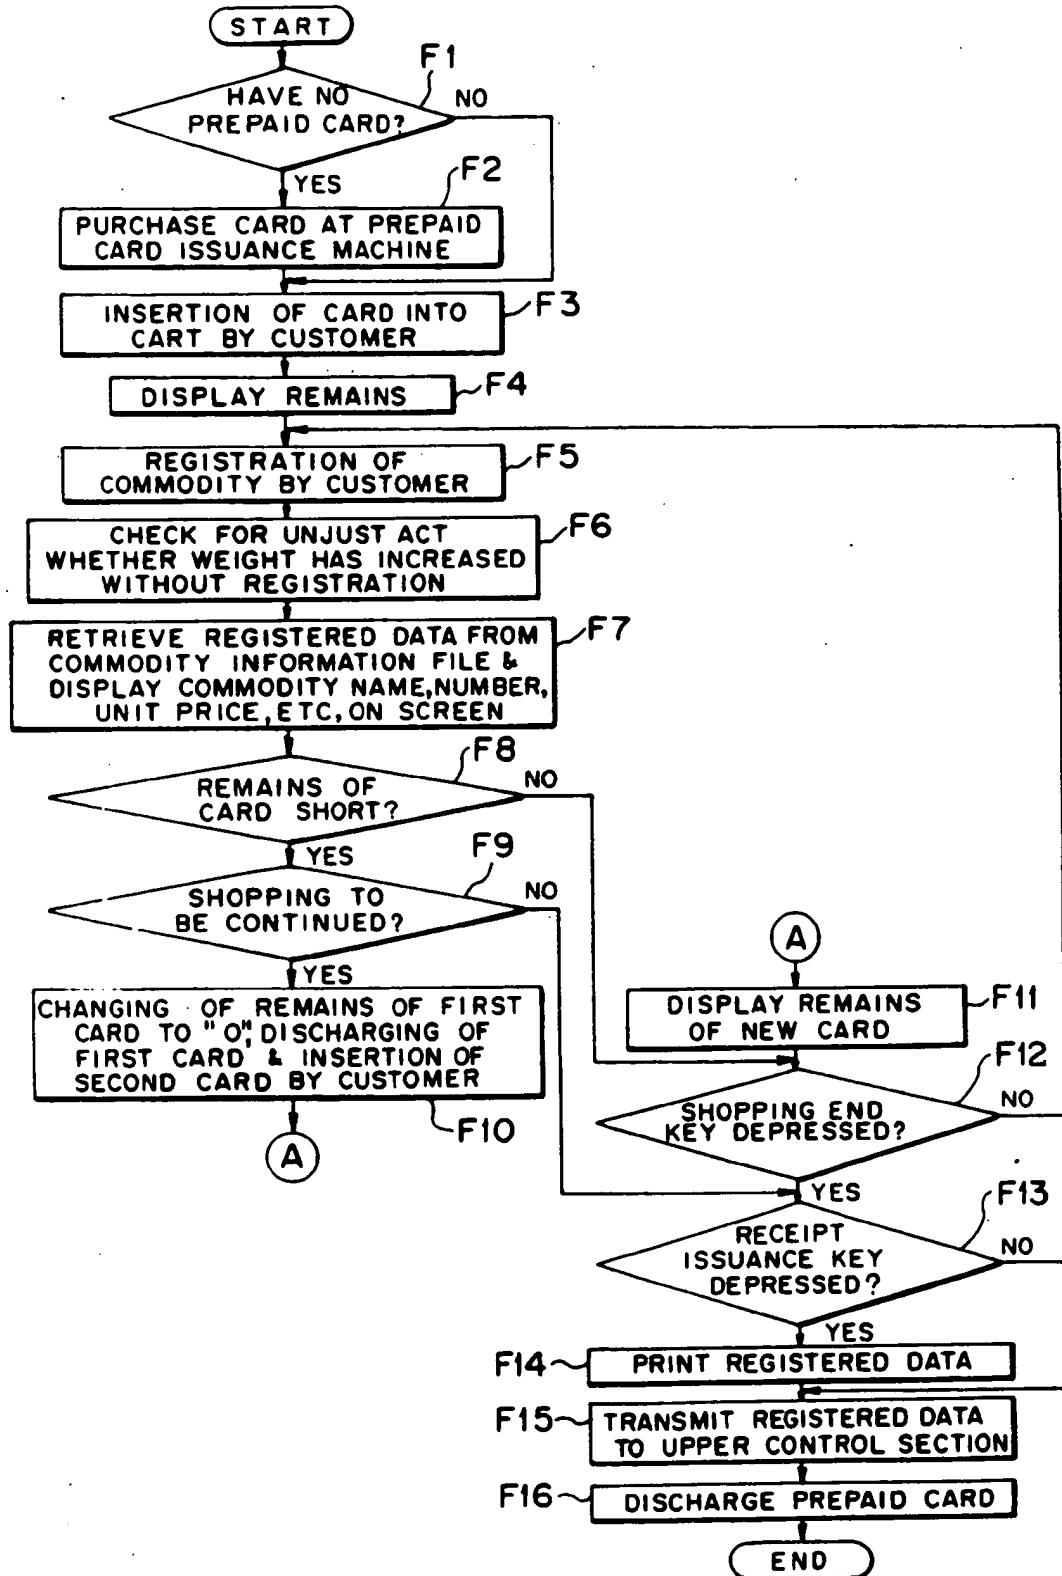 START
F1
HAVE NO
PREPAID CARD?
NO
YES
F2
PURCHASE CARD AT PREPAID
CARD ISSUANCE MACHINE
INSERTION OF CARD INTO
CART BY CUSTOMER
F3
DISPLAY REMAINS
F4
REGISTRATION OF
COMMODITY BY CUSTOMER
F5
CHECK FOR UNJUST ACT
WHETHER WEIGHT HAS INCREASED
WITHOUT REGISTRATION
F6
RETRIEVE REGISTERED DATA FROM
COMMODITY INFORMATION FILE &
DISPLAY COMMODITY NAME, NUMBER,
UNIT PRICE, ETC, ON SCREEN
F7
F8
REMAINS OF
CARD SHORT?
NO
YES
F9
SHOPPING TO
BE CONTINUED?
NO
YES
CHANGING OF REMAINS OF FIRST
CARD TO "O", DISCHARGING OF
FIRST CARD & INSERTION OF
SECOND CARD BY CUSTOMER
F10
A
A
DISPLAY REMAINS
OF NEW CARD
F11
F12
SHOPPING END
KEY DEPRESSED?
NO
YES
F13
RECEIPT
ISSUANCE KEY
DEPRESSED?
NO
YES
F14
PRINT REGISTERED DATA
F15
TRANSMIT REGISTERED DATA
TO UPPER CONTROL SECTION
F16
DISCHARGE PREPAID CARD
END